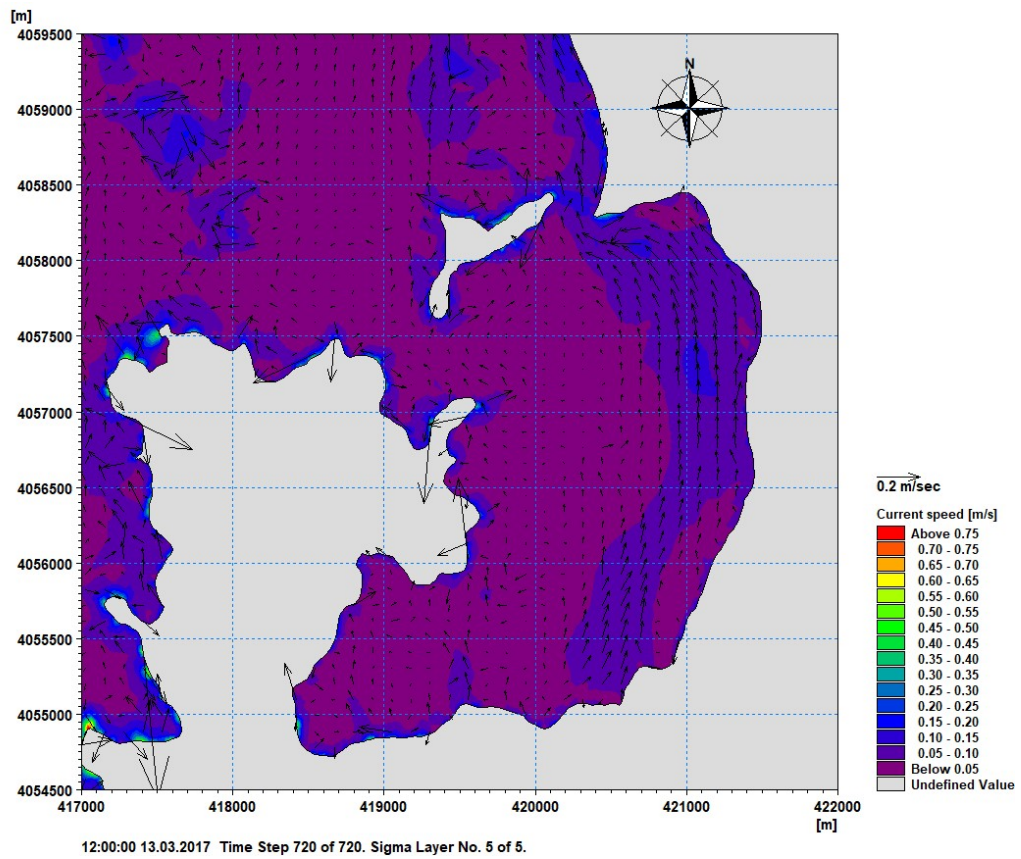 [m]
4059500
4059000
4058500
4058000
4057500
4057000
4056500
4056000
4055500
4055000
4054500
417000 418000 419000 420000 421000 422000
[m]
N
0.2 m/sec
Current speed [m/s]
Above 0.75
0.70 - 0.75
0.65 - 0.70
0.60 - 0.65
0.55 - 0.60
0.50 - 0.55
0.45 - 0.50
0.40 - 0.45
0.35 - 0.40
0.30 - 0.35
0.25 - 0.30
0.20 - 0.25
0.15 - 0.20
0.10 - 0.15
0.05 - 0.10
Below 0.05
Undefined Value
12:00:00 13.03.2017 Time Step 720 of 720. Sigma Layer No. 5 of 5.